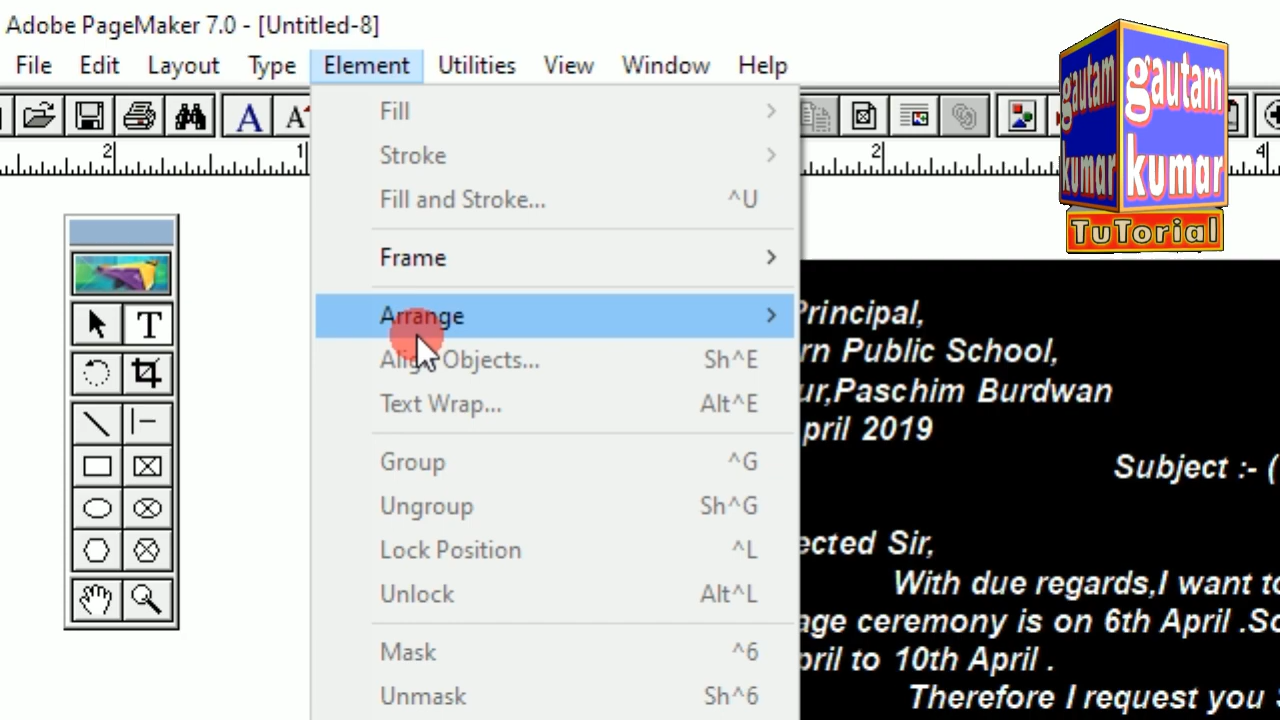 Adobe PageMaker 7.0 - [Untitled-8]
File Edit Layout Type Element Utilities View Window Help
Fill
Stroke
Fill and Stroke... ^U
Frame
Arrange
Align Objects... Sh^E
Text Wrap... Alt^E
Group ^G
Ungroup Sh^G
Lock Position ^L
Unlock Alt^L
Mask ^6
Unmask Sh^6
A A
2 1 2 4
T
gautam kumar
gautam kumar
TuTorial
Principal,
rn Public School,
ur,Paschim Burdwan
pril 2019
Subject :- (
ected Sir,
With due regards,I want to
age ceremony is on 6th April .So
pril to 10th April .
Therefore I request you